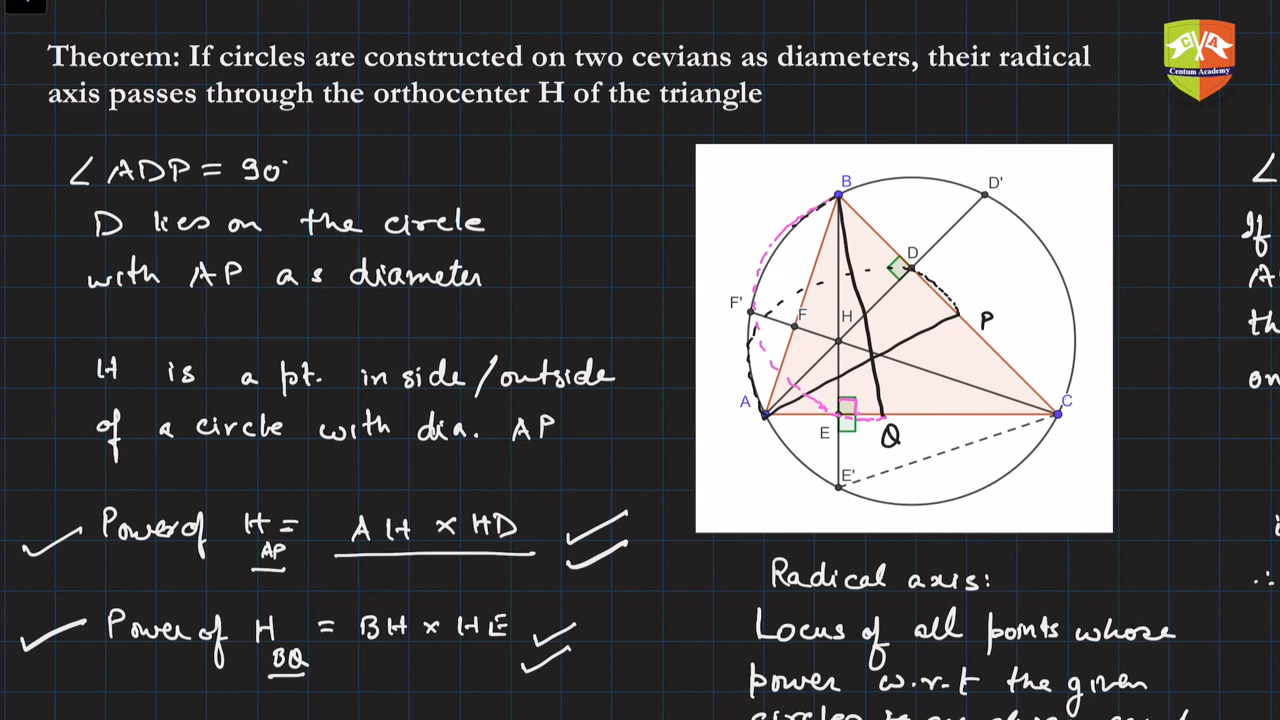 Theorem: If circles are constructed on two cevians as diameters, their radical
axis passes through the orthocenter H of the triangle
C A
Centum Academy
∠ ADP = 90°
D lies on the circle
with AP as diameter
H is a pt. inside/outside
of a circle with dia. AP
Power of H = AH × HD
AP
Power of H = BH × HE
BQ
B
D'
D
F'
F
H
P
A
C
E
Q
E'
Radical axis:
Locus of all points whose
power w.r.t the given
∠
If
A
th
on
∴